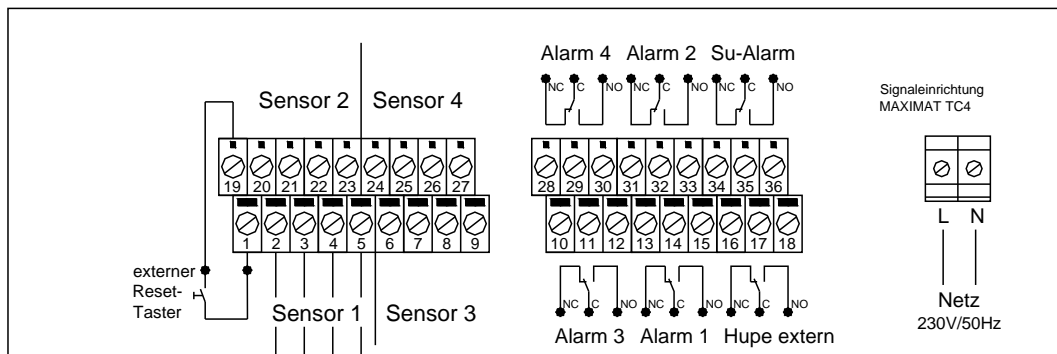 Alarm 4 Alarm 2 Su-Alarm
NC C NO NC C NO NC C NO
Signaleinrichtung
MAXIMAT TC4
Sensor 2 Sensor 4
19 20 21 22 23 24 25 26 27
28 29 30 31 32 33 34 35 36
1 2 3 4 5 6 7 8 9
10 11 12 13 14 15 16 17 18
L N
externer
Reset-
Taster
Sensor 1 Sensor 3
NC C NO NC C NO NC C NO
Alarm 3 Alarm 1 Hupe extern
Netz
230V/50Hz